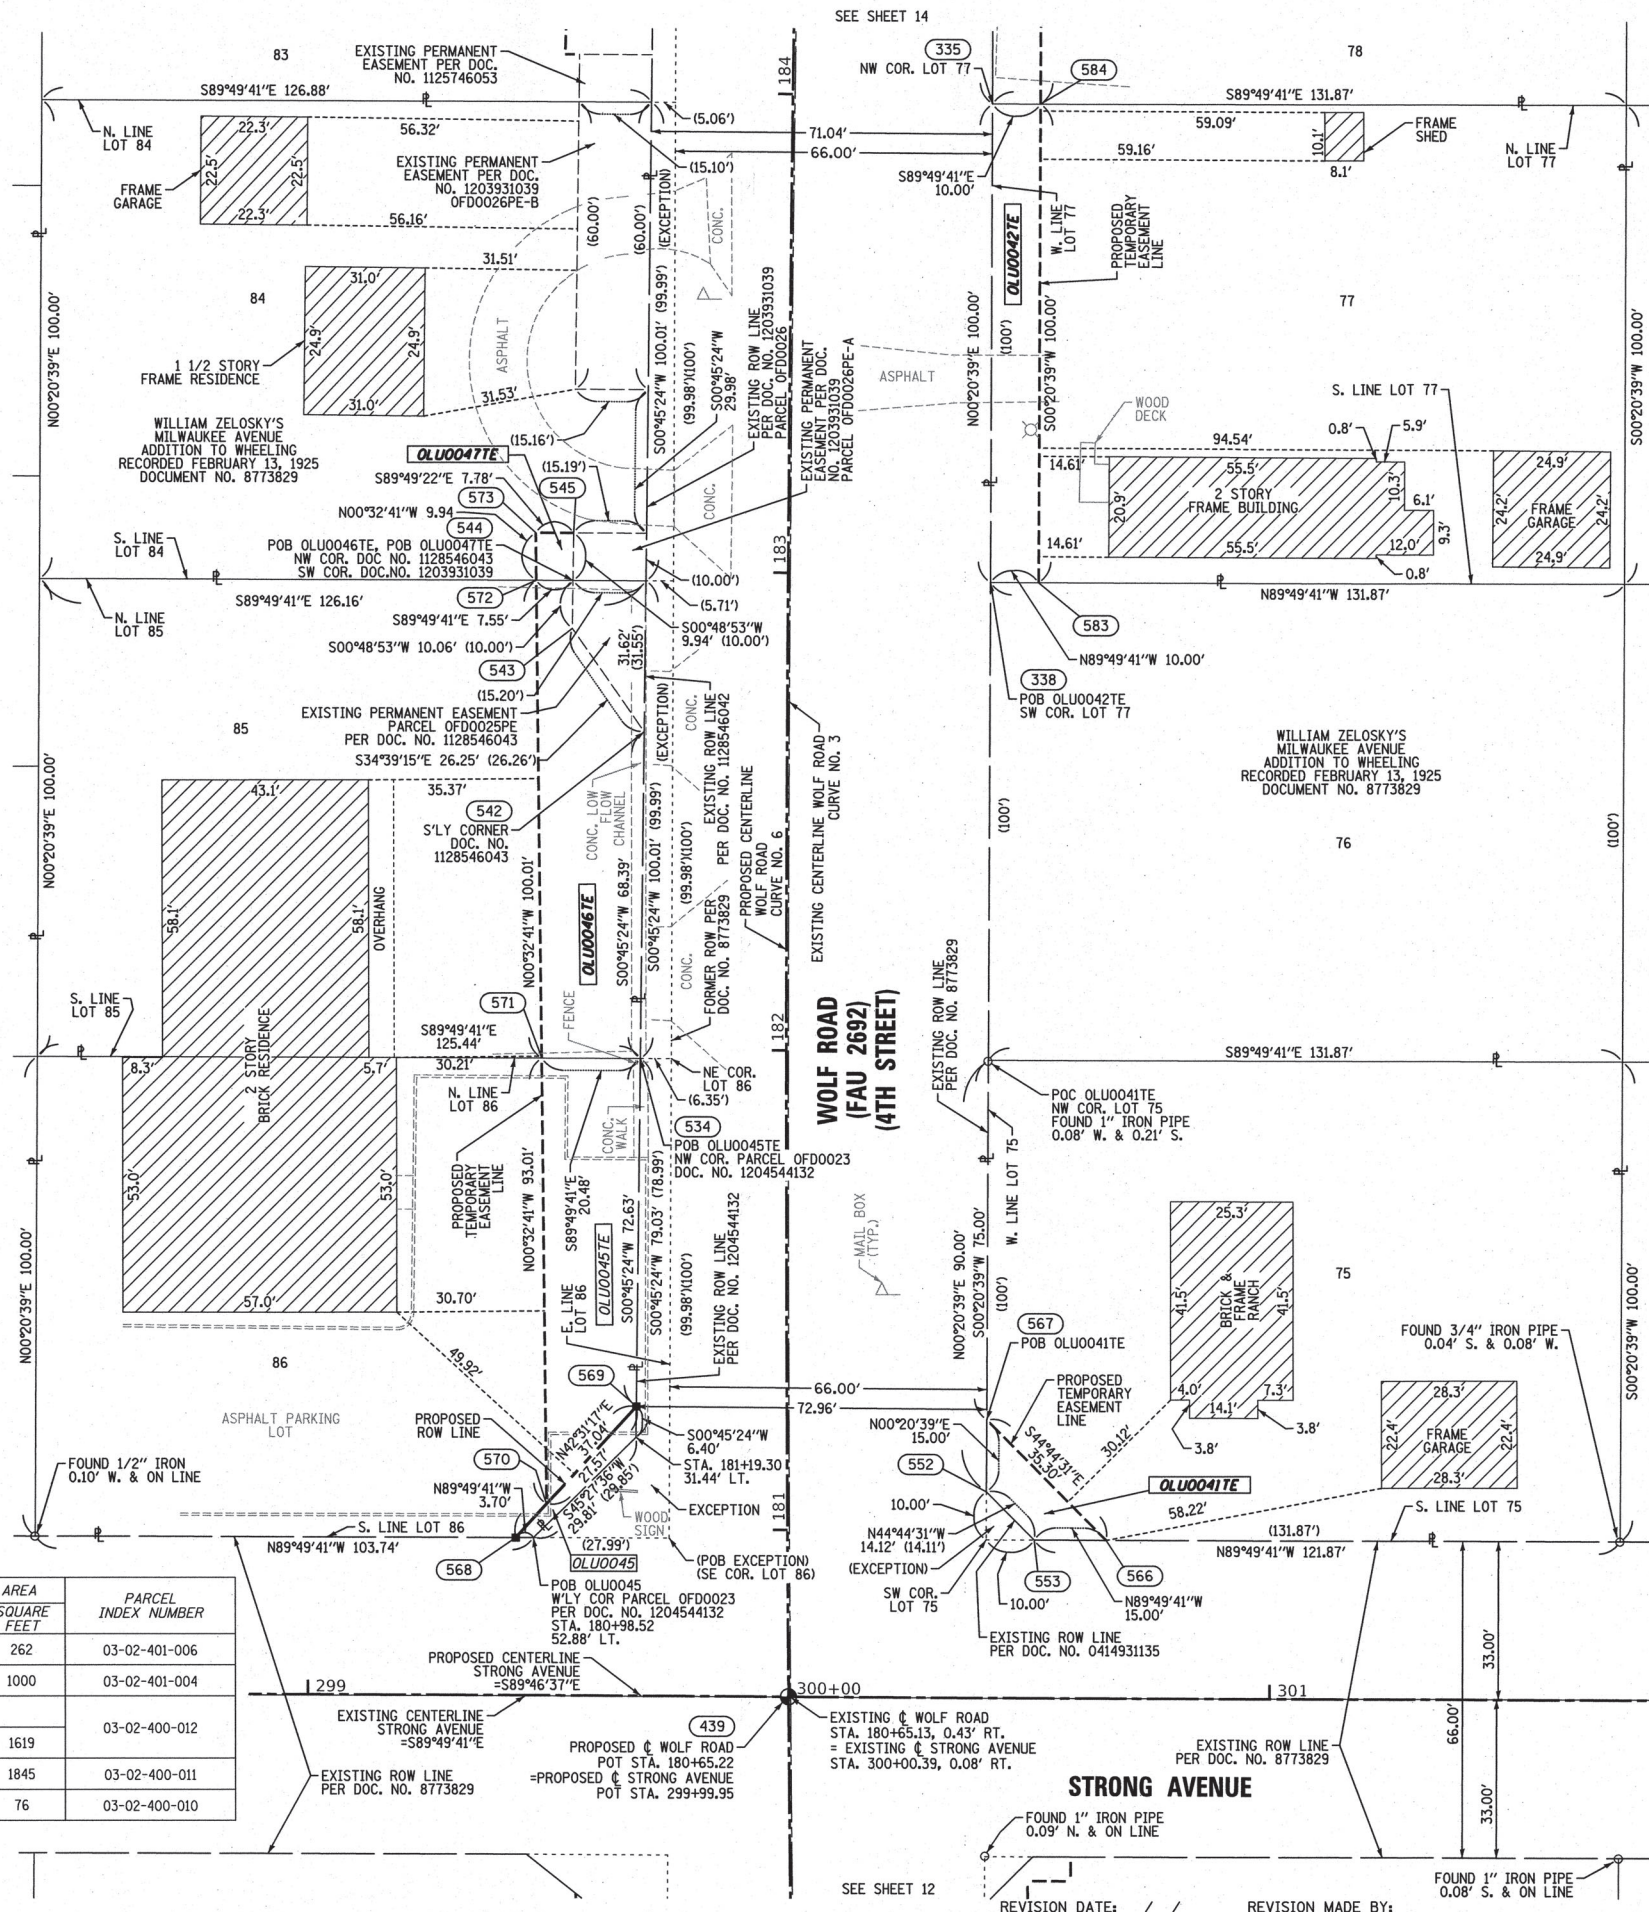 SEE SHEET 14
83
EXISTING PERMANENT
EASEMENT PER DOC.
NO. 1125746053
S89°49'41"E 126.88'
335
NW COR. LOT 77
584
78
S89°49'41"E 131.87'
N. LINE
LOT 84
22.3'
56.32'
22.5'
22.5'
22.3'
56.16'
FRAME
GARAGE
EXISTING PERMANENT
EASEMENT PER DOC.
NO. 1203931039
OFD0026PE-B
(5.06')
71.04'
66.00'
(15.10')
184
S89°49'41"E
10.00'
59.09'
59.16'
10.1'
8.1'
FRAME
SHED
N. LINE
LOT 77
(60.00')
(60.00')
(EXCEPTION)
CONC.
OLU0042TE
W. LINE
LOT 77
PROPOSED
TEMPORARY
EASEMENT
LINE
31.51'
31.0'
24.9'
24.9'
31.0'
31.53'
84
1 1/2 STORY
FRAME RESIDENCE
ASPHALT
N00°20'39"E 100.00'
S00°45'24"W 100.01' (99.99')
(99.98')(100')
S00°45'24"W
29.98'
EXISTING ROW LINE
PER DOC. NO. 1203931039
PARCEL OFD0026
EXISTING PERMANENT
EASEMENT PER DOC.
NO. 1203931039
PARCEL OFD0026PE-A
ASPHALT
N00°20'39"E 100.00'
(100')
S00°20'39"W 100.00'
77
S00°20'39"W 100.00'
WILLIAM ZELOSKY'S
MILWAUKEE AVENUE
ADDITION TO WHEELING
RECORDED FEBRUARY 13, 1925
DOCUMENT NO. 8773829
(15.16')
OLU0047TE
(15.19')
S89°49'22"E 7.78'
573
545
N00°32'41"W 9.94
544
POB OLU0046TE, POB OLU0047TE
NW COR. DOC NO. 1128546043
SW COR. DOC.NO. 1203931039
CONC.
183
WOOD
DECK
S. LINE LOT 77
0.8'
5.9'
94.54'
14.61'
55.5'
20.9'
2 STORY
FRAME BUILDING
10.3'
6.1'
9.3'
14.61'
55.5'
12.0'
0.8'
24.9'
24.2'
FRAME
GARAGE
24.2'
24.9'
S. LINE
LOT 84
S89°49'41"E 126.16'
572
S89°49'41"E 7.55'
N. LINE
LOT 85
S00°48'53"W 10.06' (10.00')
543
(15.20')
(10.00')
(5.71')
S00°48'53"W
9.94' (10.00')
31.62'
(31.55')
N89°49'41"W 131.87'
583
N89°49'41"W 10.00'
338
POB OLU0042TE
SW COR. LOT 77
85
EXISTING PERMANENT EASEMENT
PARCEL OFD0025PE
PER DOC. NO. 1128546043
S34°39'15"E 26.25' (26.26')
(EXCEPTION)
CONC.
EXISTING ROW LINE
PER DOC. NO. 1128546042
PROPOSED CENTERLINE
WOLF ROAD
CURVE NO. 6
EXISTING CENTERLINE WOLF ROAD
CURVE NO. 3
WILLIAM ZELOSKY'S
MILWAUKEE AVENUE
ADDITION TO WHEELING
RECORDED FEBRUARY 13, 1925
DOCUMENT NO. 8773829
43.1'
35.37'
542
S'LY CORNER
DOC. NO.
1128546043
CONC. LOW
FLOW
CHANNEL
(100')
76
(100')
N00°20'39"E 100.00'
58.1'
58.1'
OVERHANG
N00°32'41"W 100.01'
OLU0046TE
S00°45'24"W 68.39'
S00°45'24"W 100.01' (99.99')
(99.98')(100')
CONC.
FORMER ROW PER
DOC. NO. 8773829
S. LINE
LOT 85
571
S89°49'41"E
125.44'
FENCE
182
WOLF ROAD
(FAU 2692)
(4TH STREET)
EXISTING ROW LINE
PER DOC. NO. 8773829
S89°49'41"E 131.87'
8.3'
2 STORY
BRICK RESIDENCE
5.7'
30.21'
N. LINE
LOT 86
NE COR.
LOT 86
(6.35')
POC OLU0041TE
NW COR. LOT 75
FOUND 1" IRON PIPE
0.08' W. & 0.21' S.
CONC.
WALK
534
POB OLU0045TE
NW COR. PARCEL OFD0023
DOC. NO. 1204544132
53.0'
53.0'
PROPOSED
TEMPORARY
EASEMENT
LINE
N00°32'41"W 93.01'
S89°49'41"E
20.48'
OLU0045TE
E. LINE
LOT 86
S00°45'24"W 72.63'
S00°45'24"W 79.03' (78.99')
(99.98')(100')
EXISTING ROW LINE
PER DOC. NO. 1204544132
MAIL BOX
(TYP.)
W. LINE LOT 75
N00°20'39"E 90.00'
S00°20'39"W 75.00'
(100')
25.3'
41.5'
BRICK &
FRAME
RANCH
41.5'
75
N00°20'39"E 100.00'
57.0'
30.70'
567
POB OLU0041TE
FOUND 3/4" IRON PIPE
0.04' S. & 0.08' W.
S00°20'39"W 100.00'
86
49.92'
569
66.00'
72.96'
PROPOSED
TEMPORARY
EASEMENT
LINE
4.0'
7.3'
14.1'
3.8'
3.8'
28.3'
22.4'
FRAME
GARAGE
22.4'
28.3'
ASPHALT PARKING
LOT
PROPOSED
ROW LINE
570
N42°31'17"E
37.04'
27.57'
S45°27'36"W
29.81'
(29.85')
S00°45'24"W
6.40'
STA. 181+19.30
31.44' LT.
EXCEPTION
N00°20'39"E
15.00'
S44°44'31"E
35.30'
30.12'
552
OLU0041TE
FOUND 1/2" IRON
0.10' W. & ON LINE
N89°49'41"W
3.70'
WOOD
SIGN
181
10.00'
58.22'
S. LINE LOT 75
S. LINE LOT 86
N89°49'41"W 103.74'
(27.99')
(POB EXCEPTION)
(SE COR. LOT 86)
N44°44'31"W
14.12' (14.11')
(EXCEPTION)
(131.87')
N89°49'41"W 121.87'
568
OLU0045
POB OLU0045
W'LY COR PARCEL OFD0023
PER DOC. NO. 1204544132
STA. 180+98.52
52.88' LT.
SW COR.
LOT 75
10.00'
553
566
N89°49'41"W
15.00'
EXISTING ROW LINE
PER DOC. NO. 0414931135
AREA
SQUARE
FEET
PARCEL
INDEX NUMBER
262
03-02-401-006
1000
03-02-401-004
03-02-400-012
1619
1845
03-02-400-011
76
03-02-400-010
PROPOSED CENTERLINE
STRONG AVENUE
=S89°46'37"E
299
300+00
301
33.00'
66.00'
33.00'
EXISTING CENTERLINE
STRONG AVENUE
=S89°49'41"E
439
PROPOSED ℄ WOLF ROAD
POT STA. 180+65.22
=PROPOSED ℄ STRONG AVENUE
POT STA. 299+99.95
EXISTING ℄ WOLF ROAD
STA. 180+65.13, 0.43' RT.
= EXISTING ℄ STRONG AVENUE
STA. 300+00.39, 0.08' RT.
EXISTING ROW LINE
PER DOC. NO. 8773829
EXISTING ROW LINE
PER DOC. NO. 8773829
STRONG AVENUE
FOUND 1" IRON PIPE
0.09' N. & ON LINE
SEE SHEET 12
FOUND 1" IRON PIPE
0.08' S. & ON LINE
REVISION DATE: / /
REVISION MADE BY: